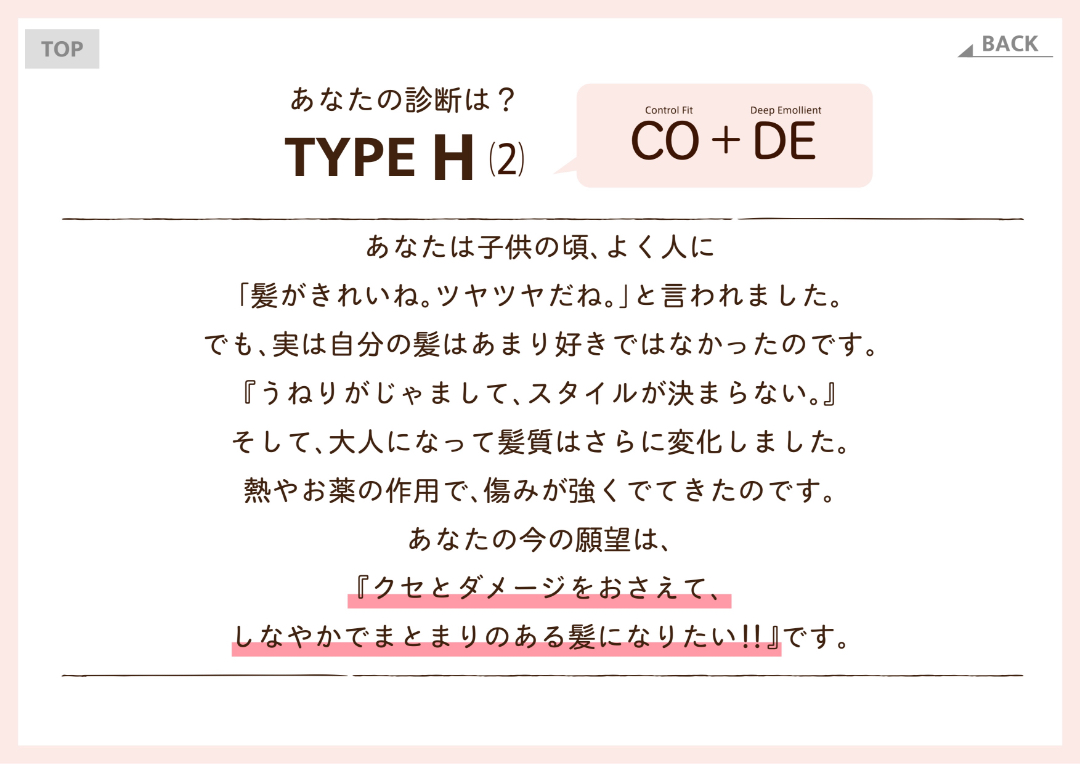 TOP
BACK
あなたの診断は？
TYPE H (2)
Control Fit Deep Emollient
CO + DE
あなたは子供の頃、よく人に
「髪がきれいね。ツヤツヤだね。」と言われました。
でも、実は自分の髪はあまり好きではなかったのです。
『うねりがじゃまして、スタイルが決まらない。』
そして、大人になって髪質はさらに変化しました。
熱やお薬の作用で、傷みが強くでてきたのです。
あなたの今の願望は、
『クセとダメージをおさえて、
しなやかでまとまりのある髪になりたい!!』です。